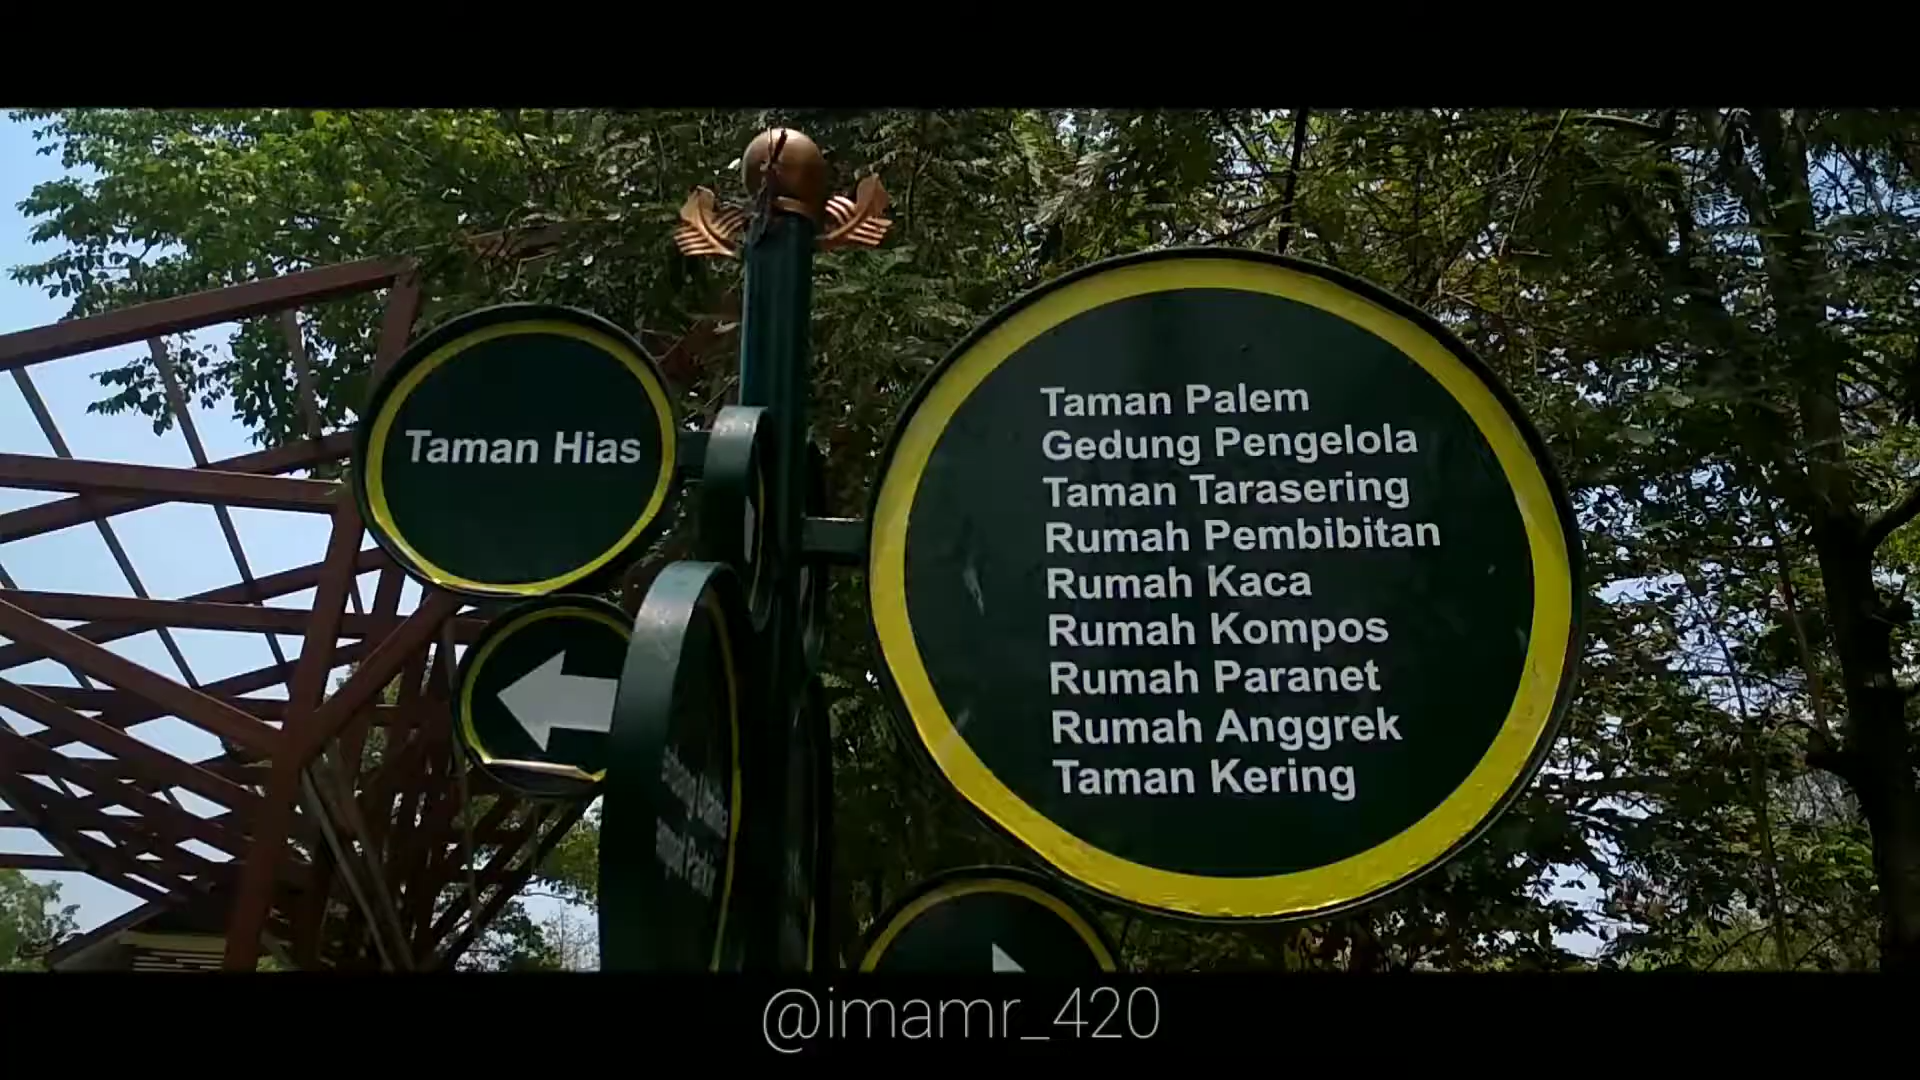 Taman Hias
Taman Palem
Gedung Pengelola
Taman Tarasering
Rumah Pembibitan
Rumah Kaca
Rumah Kompos
Rumah Paranet
Rumah Anggrek
Taman Kering
@imamr_420